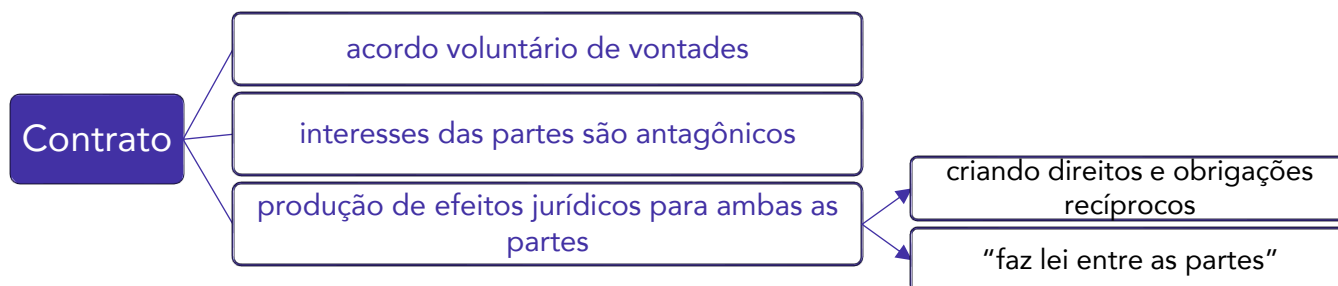 Contrato
acordo voluntário de vontades
interesses das partes são antagônicos
produção de efeitos jurídicos para ambas as
partes
criando direitos e obrigações
recíprocos
“faz lei entre as partes”